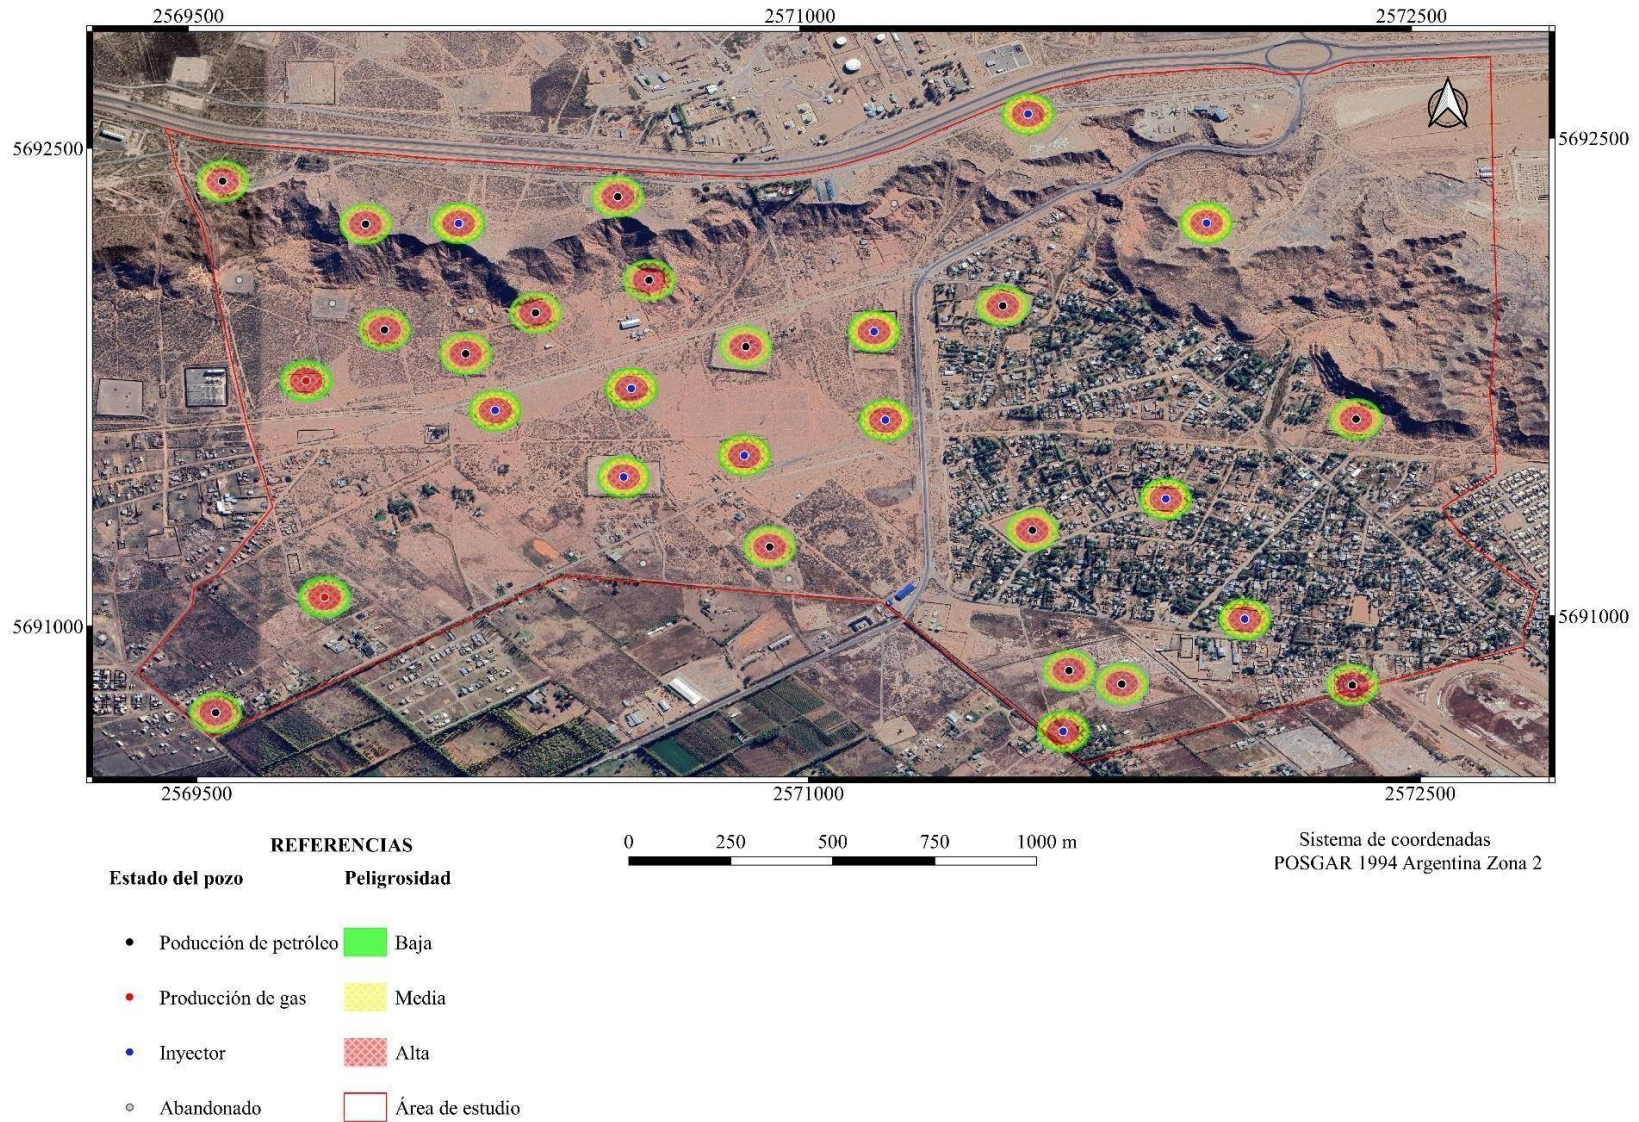 2569500 2571000 2572500
5692500 5692500
5691000 5691000
2569500 2571000 2572500
REFERENCIAS
Estado del pozo Peligrosidad
Poducción de petróleo Baja
Producción de gas Media
Inyector Alta
Abandonado Área de estudio
0 250 500 750 1000 m
Sistema de coordenadas
POSGAR 1994 Argentina Zona 2